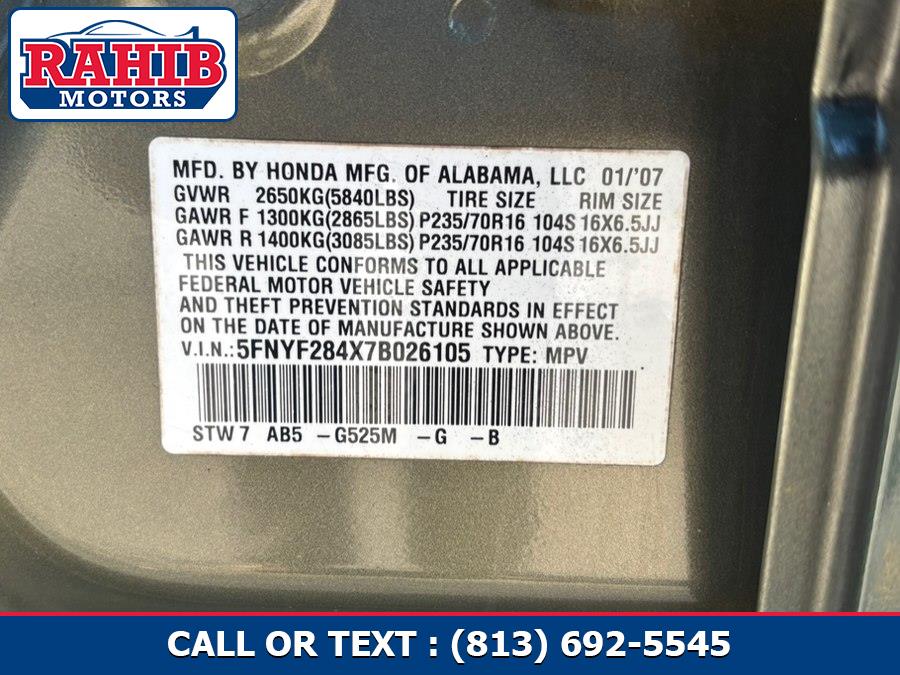 RAHIB
MOTORS
MFD. BY HONDA MFG. OF ALABAMA, LLC 01/'07
GVWR 2650KG(5840LBS) TIRE SIZE RIM SIZE
GAWR F 1300KG(2865LBS) P235/70R16 104S 16X6.5JJ
GAWR R 1400KG(3085LBS) P235/70R16 104S 16X6.5JJ
THIS VEHICLE CONFORMS TO ALL APPLICABLE
FEDERAL MOTOR VEHICLE SAFETY
AND THEFT PREVENTION STANDARDS IN EFFECT
ON THE DATE OF MANUFACTURE SHOWN ABOVE.
V.I.N.: 5FNYF284X7B026105 TYPE: MPV
STW 7 AB5 -G525M -G -B
CALL OR TEXT : (813) 692-5545